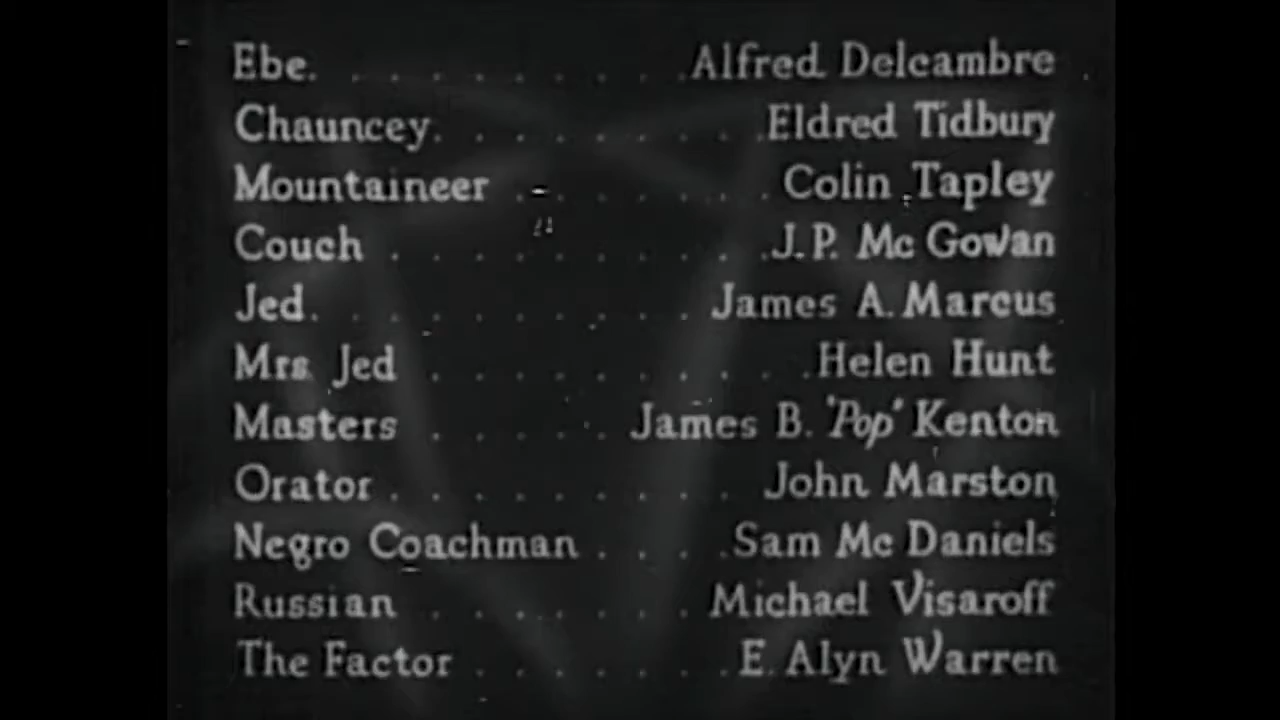 Ebe. . . . . . . . . . .Alfred Delcambre
Chauncey. . . . . . . . . .Eldred Tidbury
Mountaineer . . . . . . . Colin Tapley
Couch . . . . . . . . . . .J.P. Mc Gowan
Jed. . . . . . . . . . James A. Marcus
Mrs. Jed . . . . . . . . . . .Helen Hunt
Masters . . . . . James B. 'Pop' Kenton
Orator . . . . . . . . . John Marston
Negro Coachman . . . .Sam Mc Daniels
Russian . . . . . . . Michael Visaroff
The Factor . . . . . . .E. Alyn Warren